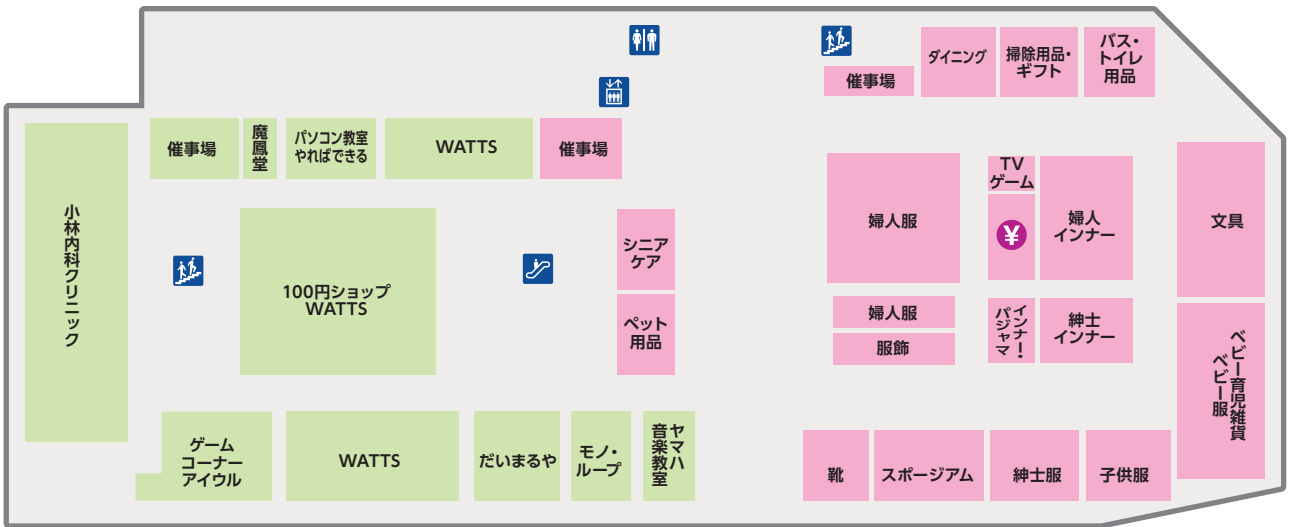 ダイニング
掃除用品・
ギフト
バス・
トイレ
用品
催事場
小林内科クリニック
催事場
魔鳳堂
パソコン教室
やればできる
WATTS
催事場
婦人服
TV
ゲーム
¥
婦人
インナー
文具
シニア
ケア
100円ショップ
WATTS
ペット
用品
婦人服
服飾
インナー・
パジャマ
紳士
インナー
ベビー育児雑貨
ベビー服
ゲーム
コーナー
アイウル
WATTS
だいまるや
モノ・
ループ
ヤマハ
音楽教室
靴
スポージアム
紳士服
子供服